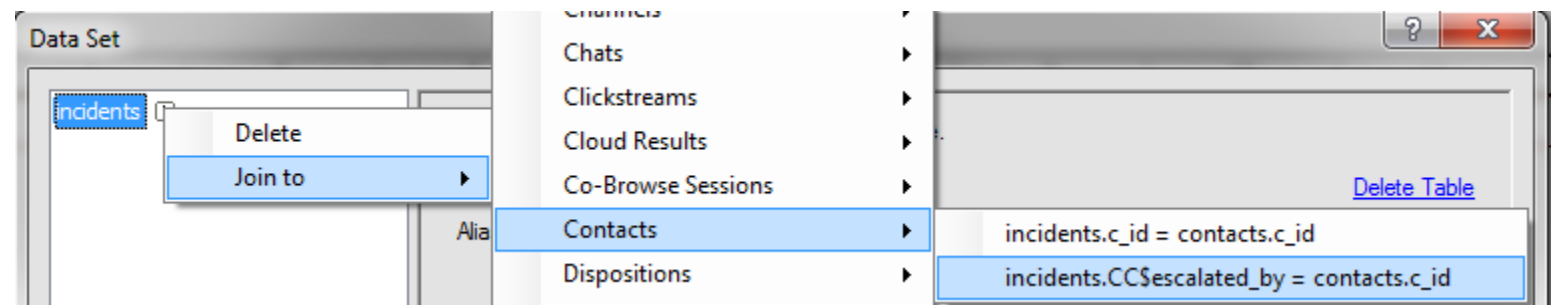 Channels
Data Set
?
X
Chats
incidents
Clickstreams
Delete
Cloud Results
Join to
Co-Browse Sessions
Delete Table
Alia
Contacts
incidents.c_id = contacts.c_id
Dispositions
incidents.CC$escalated_by = contacts.c_id